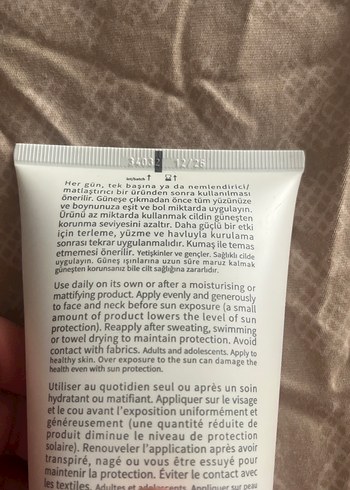 34032 12/26
Her gün, tek başına ya da nemlendirici/
matlaştırıcı bir üründen sonra kullanılması
önerilir. Güneşe çıkmadan önce tüm yüzünüze
ve boynunuza eşit ve bol miktarda uygulayın.
Ürünü az miktarda kullanmak cildin güneşten
korunma seviyesini azaltır. Daha güçlü bir etki
için terleme, yüzme ve havluyla kurulama
sonrası tekrar uygulanmalıdır. Kumaş ile temas
etmemesi önerilir. Yetişkinler ve gençler. Sağlıklı cilde
uygulayın. Güneş ışınlarına uzun süre maruz kalmak
güneşten korunsanız bile cilt sağlığına zararlıdır.
Use daily on its own or after a moisturising or
mattifying product. Apply evenly and generously
to face and neck before sun exposure (a small
amount of product lowers the level of sun
protection). Reapply after sweating, swimming
or towel drying to maintain protection. Avoid
contact with fabrics. Adults and adolescents. Apply to
healthy skin. Over exposure to the sun can damage the
health even with sun protection.
Utiliser au quotidien seul ou après un soin
hydratant ou matifiant. Appliquer sur le visage
et le cou avant l'exposition uniformément et
généreusement (une quantité réduite de
produit diminue le niveau de protection
solaire). Renouveler l'application après avoir
transpiré, nagé ou vous être essuyé pour
maintenir la protection. Éviter le contact avec
les textiles. Adultes et adolescents. Appliquer sur peau